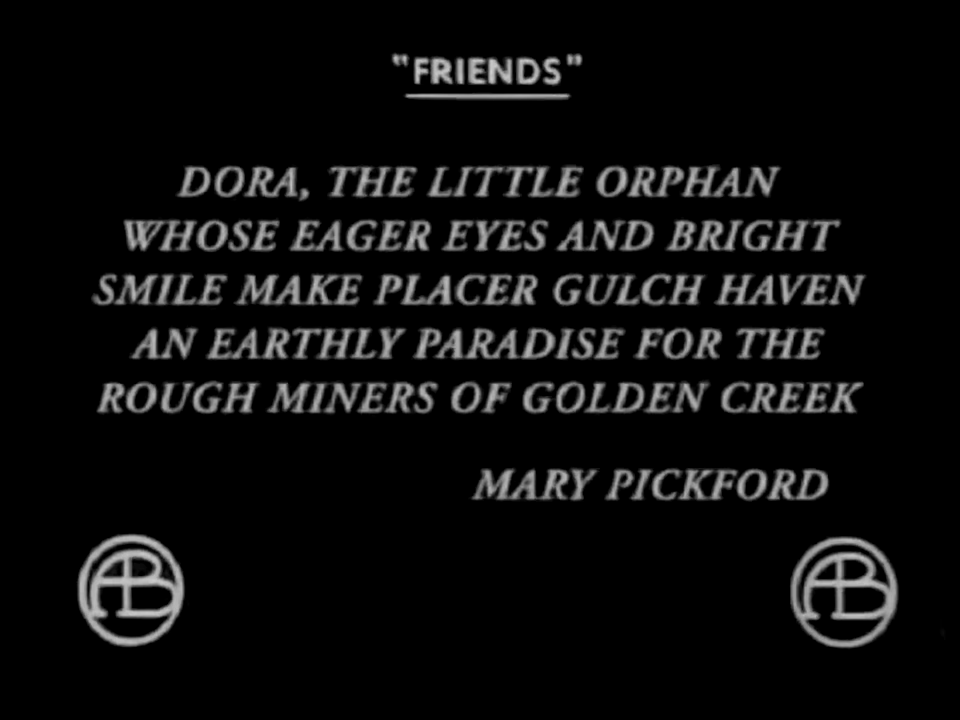 "FRIENDS"
DORA, THE LITTLE ORPHAN
WHOSE EAGER EYES AND BRIGHT
SMILE MAKE PLACER GULCH HAVEN
AN EARTHLY PARADISE FOR THE
ROUGH MINERS OF GOLDEN CREEK
MARY PICKFORD
AB AB